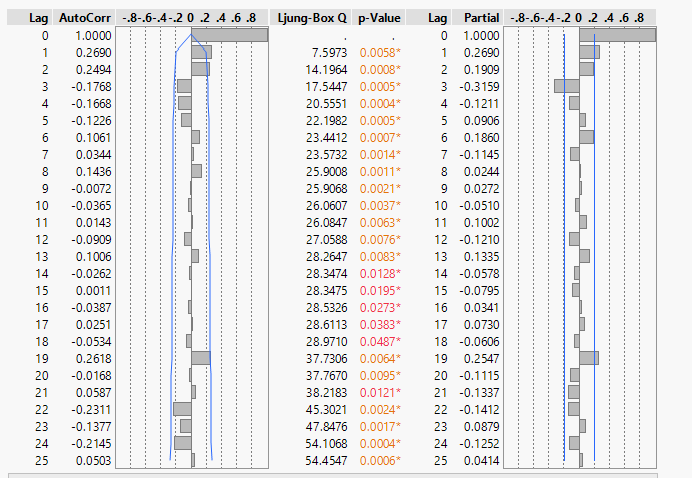 Lag AutoCorr -.8-.6-.4-.2 0 .2 .4 .6 .8 Ljung-Box Q p-Value Lag Partial -.8-.6-.4-.2 0 .2 .4 .6 .8
0 1.0000 . . 0 1.0000
1 0.2690 7.5973 0.0058* 1 0.2690
2 0.2494 14.1964 0.0008* 2 0.1909
3 -0.1768 17.5447 0.0005* 3 -0.3159
4 -0.1668 20.5551 0.0004* 4 -0.1211
5 -0.1226 22.1982 0.0005* 5 0.0906
6 0.1061 23.4412 0.0007* 6 0.1860
7 0.0344 23.5732 0.0014* 7 -0.1145
8 0.1436 25.9008 0.0011* 8 0.0244
9 -0.0072 25.9068 0.0021* 9 0.0272
10 -0.0365 26.0607 0.0037* 10 -0.0510
11 0.0143 26.0847 0.0063* 11 0.1002
12 -0.0909 27.0588 0.0076* 12 -0.1210
13 0.1006 28.2647 0.0083* 13 0.1335
14 -0.0262 28.3474 0.0128* 14 -0.0578
15 0.0011 28.3475 0.0195* 15 -0.0795
16 -0.0387 28.5326 0.0273* 16 0.0341
17 0.0251 28.6113 0.0383* 17 0.0730
18 -0.0534 28.9710 0.0487* 18 -0.0606
19 0.2618 37.7306 0.0064* 19 0.2547
20 -0.0168 37.7670 0.0095* 20 -0.1115
21 0.0587 38.2183 0.0121* 21 -0.1337
22 -0.2311 45.3021 0.0024* 22 -0.1412
23 -0.1377 47.8476 0.0017* 23 0.0879
24 -0.2145 54.1068 0.0004* 24 -0.1252
25 0.0503 54.4547 0.0006* 25 0.0414